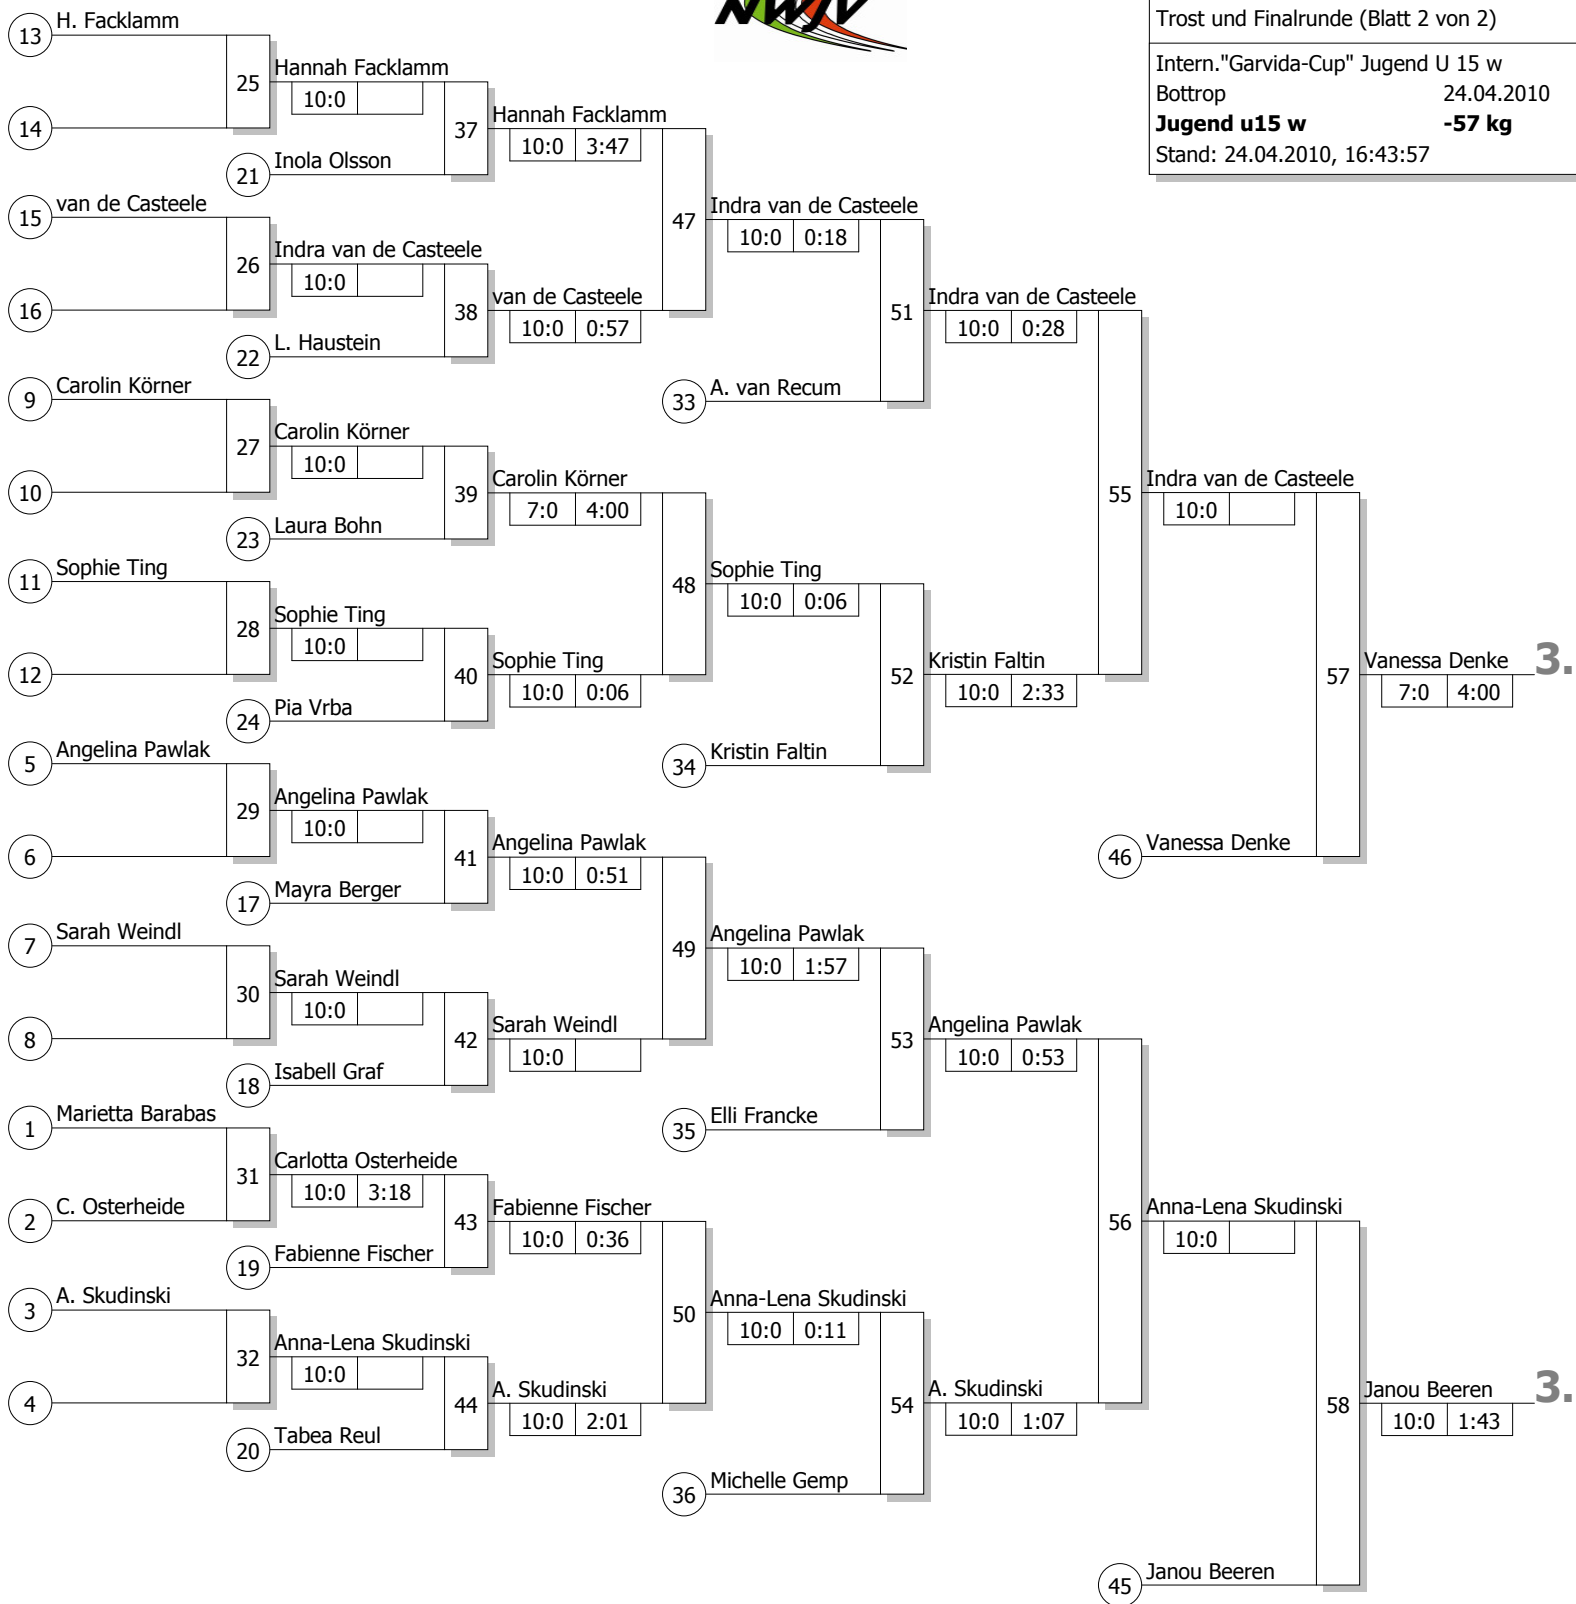 NWJV
Trost und Finalrunde (Blatt 2 von 2)
Intern."Garvida-Cup" Jugend U 15 w
Bottrop 24.04.2010
Jugend u15 w -57 kg
Stand: 24.04.2010, 16:43:57
13 H. Facklamm
25 Hannah Facklamm
10:0
14
37 Hannah Facklamm
10:0 3:47
21 Inola Olsson
15 van de Casteele
47 Indra van de Casteele
10:0 0:18
26 Indra van de Casteele
10:0
16
38 van de Casteele
10:0 0:57
51 Indra van de Casteele
10:0 0:28
22 L. Haustein
9 Carolin Körner
33 A. van Recum
27 Carolin Körner
10:0
10
39 Carolin Körner
7:0 4:00
55 Indra van de Casteele
10:0
23 Laura Bohn
11 Sophie Ting
48 Sophie Ting
10:0 0:06
28 Sophie Ting
10:0
12
40 Sophie Ting
10:0 0:06
52 Kristin Faltin
10:0 2:33
57 Vanessa Denke 3.
7:0 4:00
24 Pia Vrba
5 Angelina Pawlak
34 Kristin Faltin
29 Angelina Pawlak
10:0
6
41 Angelina Pawlak
10:0 0:51
46 Vanessa Denke
17 Mayra Berger
7 Sarah Weindl
49 Angelina Pawlak
10:0 1:57
30 Sarah Weindl
10:0
8
42 Sarah Weindl
10:0
53 Angelina Pawlak
10:0 0:53
18 Isabell Graf
1 Marietta Barabas
35 Elli Francke
31 Carlotta Osterheide
10:0 3:18
2 C. Osterheide
43 Fabienne Fischer
10:0 0:36
56 Anna-Lena Skudinski
10:0
19 Fabienne Fischer
3 A. Skudinski
50 Anna-Lena Skudinski
10:0 0:11
32 Anna-Lena Skudinski
10:0
4
44 A. Skudinski
10:0 2:01
54 A. Skudinski
10:0 1:07
58 Janou Beeren 3.
10:0 1:43
20 Tabea Reul
36 Michelle Gemp
45 Janou Beeren